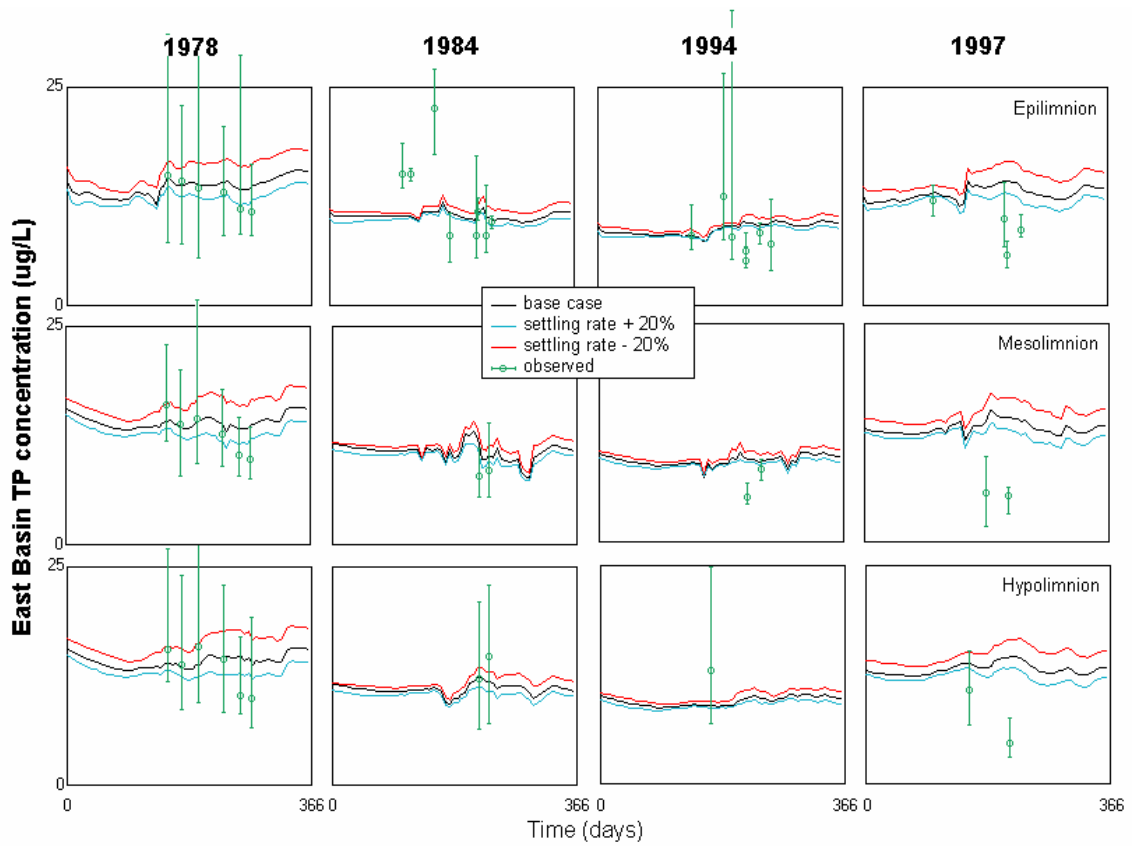 1978
1984
1994
1997
East Basin TP concentration (ug/L)
25
Epilimnion
0
base case
settling rate + 20%
settling rate - 20%
observed
25
Mesolimnion
0
25
Hypolimnion
0
0
366
0
366
0
366
0
366
Time (days)